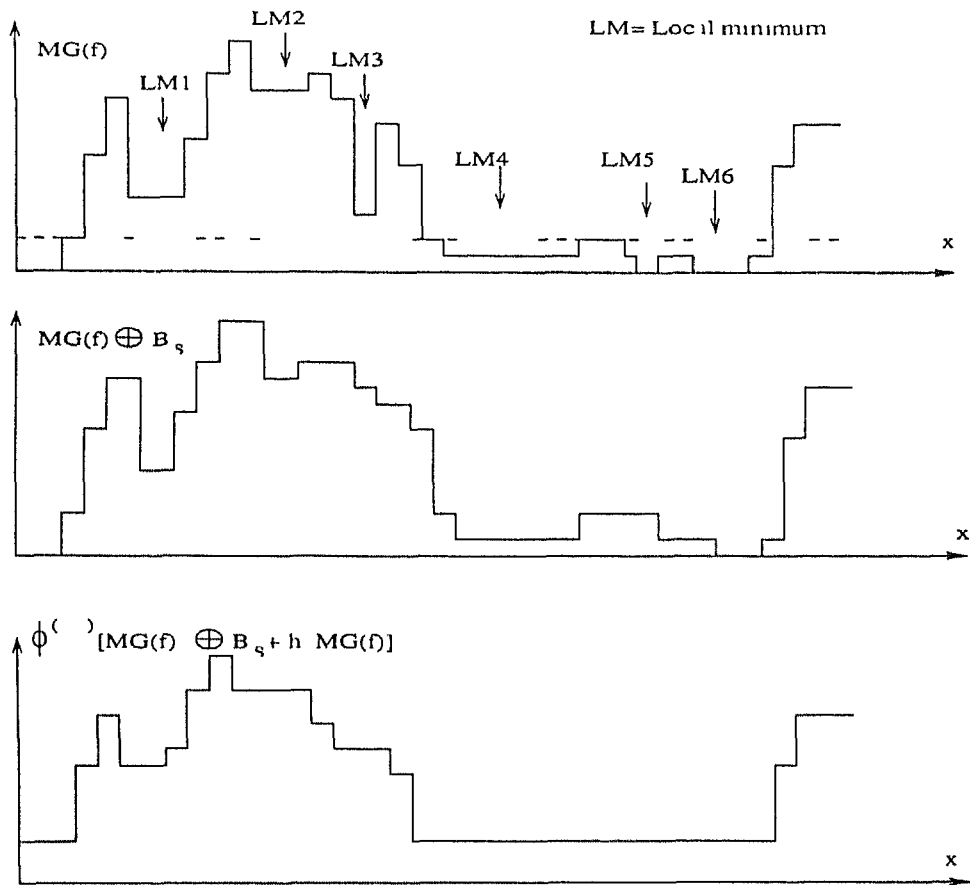 LM2
LM= Loc il minimum
MG(f)
LM3
LM1
LM4
LM5
LM6
x
MG(f) ⊕ B s
x
ϕ ( ) [MG(f) ⊕ B s + h MG(f)]
x